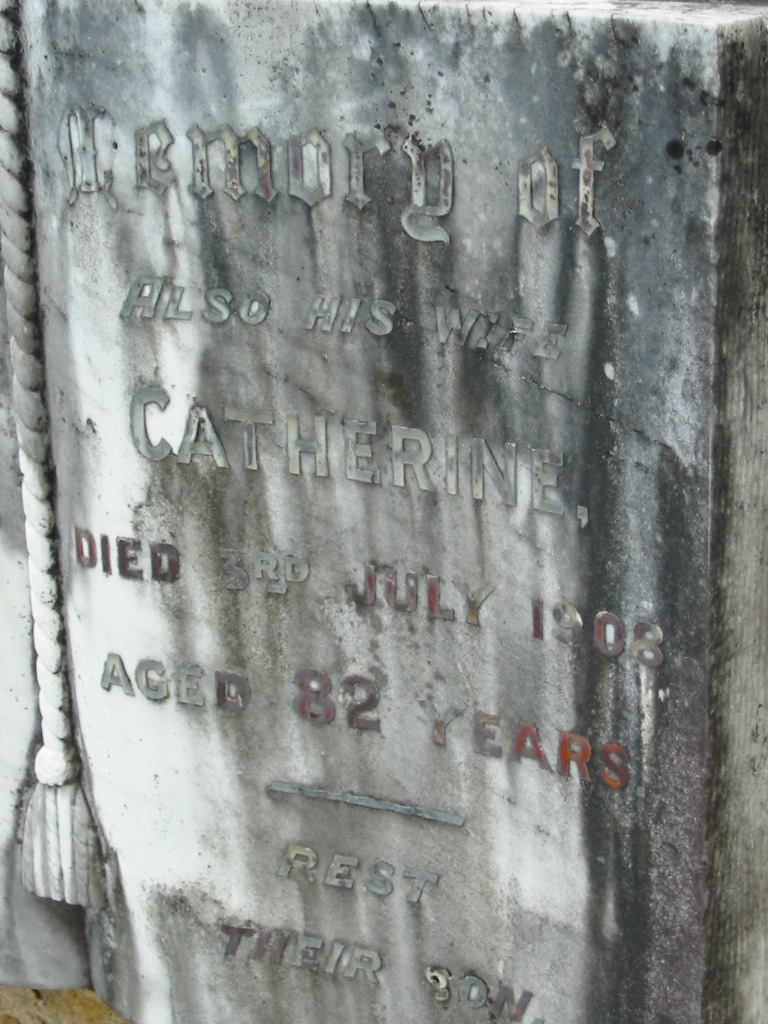 Memory of
ALSO HIS WIFE
CATHERINE,
DIED 3RD JULY 1908
AGED 82 YEARS.
REST
THEIR SON.